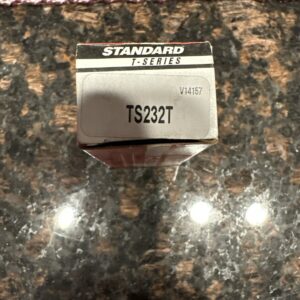 STANDARD
T-SERIES
V14157
TS232T